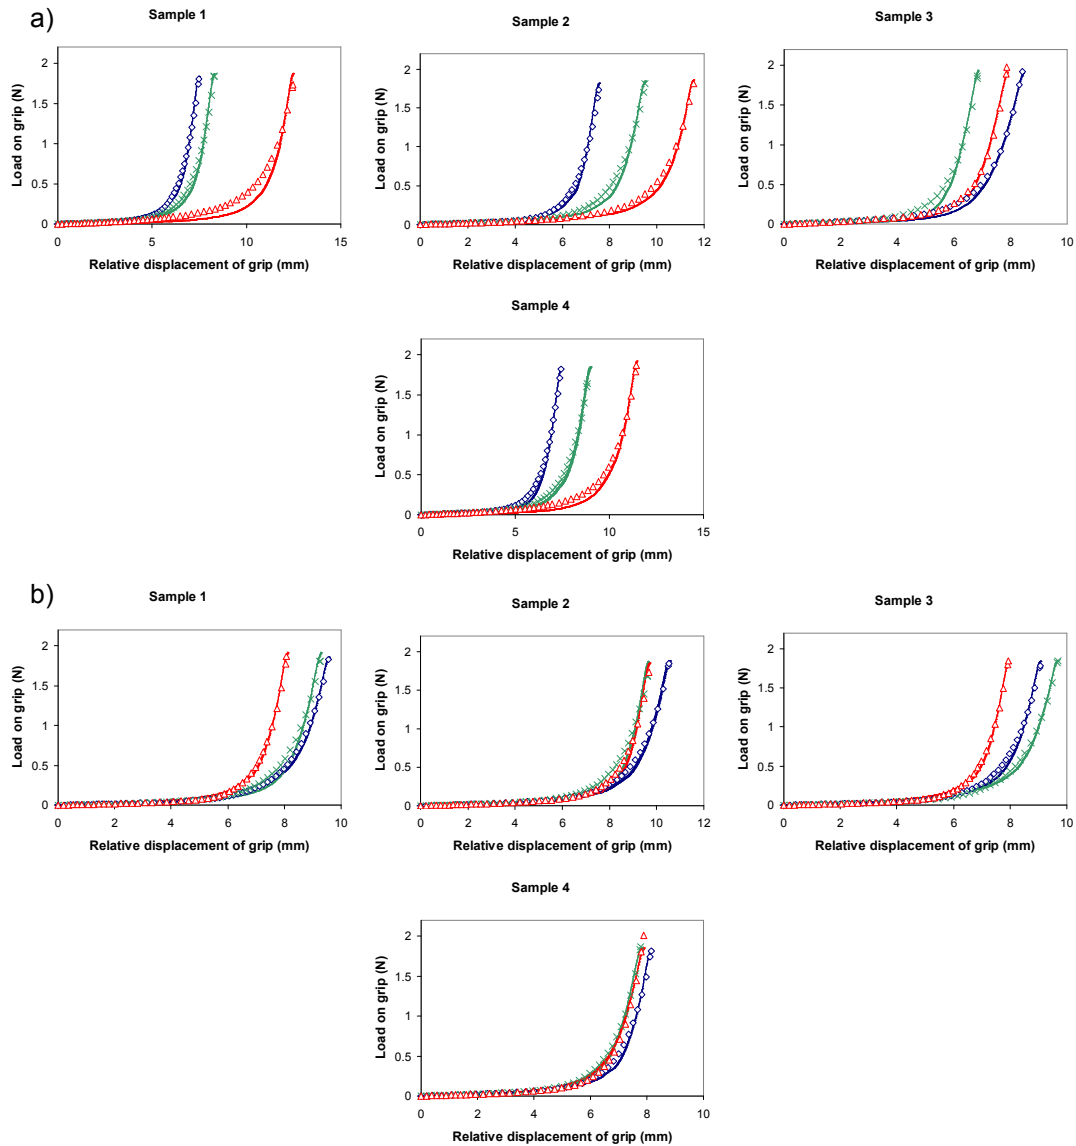 a)
Sample 1
Sample 2
Sample 3
2
1.5
1
0.5
0
0 5 10 15
Load on grip (N)
Relative displacement of grip (mm)
2
1.5
1
0.5
0
0 2 4 6 8 10 12
Load on grip (N)
Relative displacement of grip (mm)
2
1.5
1
0.5
0
0 2 4 6 8 10
Load on grip (N)
Relative displacement of grip (mm)
Sample 4
2
1.5
1
0.5
0
0 5 10 15
Load on grip (N)
Relative displacement of grip (mm)
b)
Sample 1
Sample 2
Sample 3
2
1.5
1
0.5
0
0 2 4 6 8 10
Load on grip (N)
Relative displacement of grip (mm)
2
1.5
1
0.5
0
0 2 4 6 8 10 12
Load on grip (N)
Relative displacement of grip (mm)
2
1.5
1
0.5
0
0 2 4 6 8 10
Load on grip (N)
Relative displacement of grip (mm)
Sample 4
2
1.5
1
0.5
0
0 2 4 6 8 10
Load on grip (N)
Relative displacement of grip (mm)